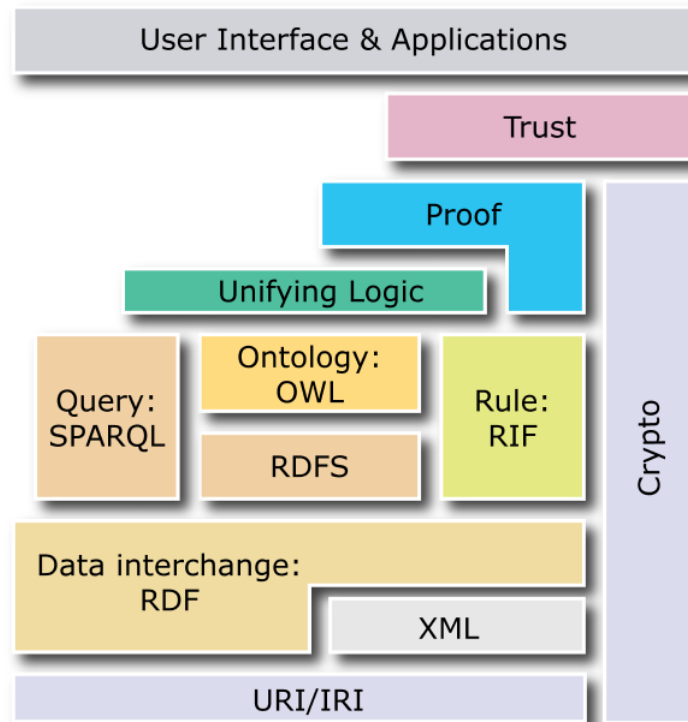 User Interface & Applications
Trust
Proof
Unifying Logic
Query:
SPARQL
Ontology:
OWL
RDFS
Rule:
RIF
Crypto
Data interchange:
RDF
XML
URI/IRI